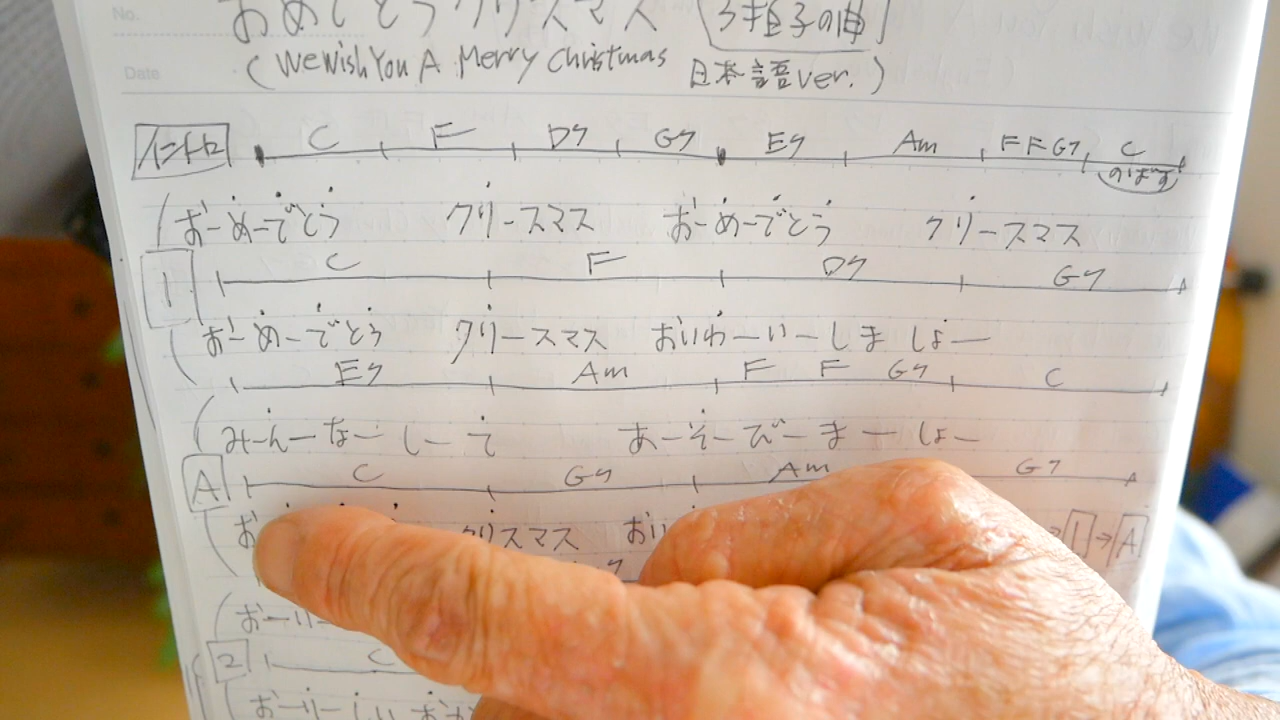 No.
おめでとうクリスマス (3拍子の曲)
(We Wish You A Merry Christmas 日本語ver.)
Date
イントロ C F D7 G7 E7 Am F F G7 C
のばす
お-め-でとう クリースマス お-め-でとう クリースマス
1 C F D7 G7
お-め-でとう クリースマス おいわーいーしま しょー
E7 Am F F G7 C
みーんーなーしーて あーそーびーまーしょー
A C G7 Am G7
お クリスマス おい 1→A
お-い-
2 C